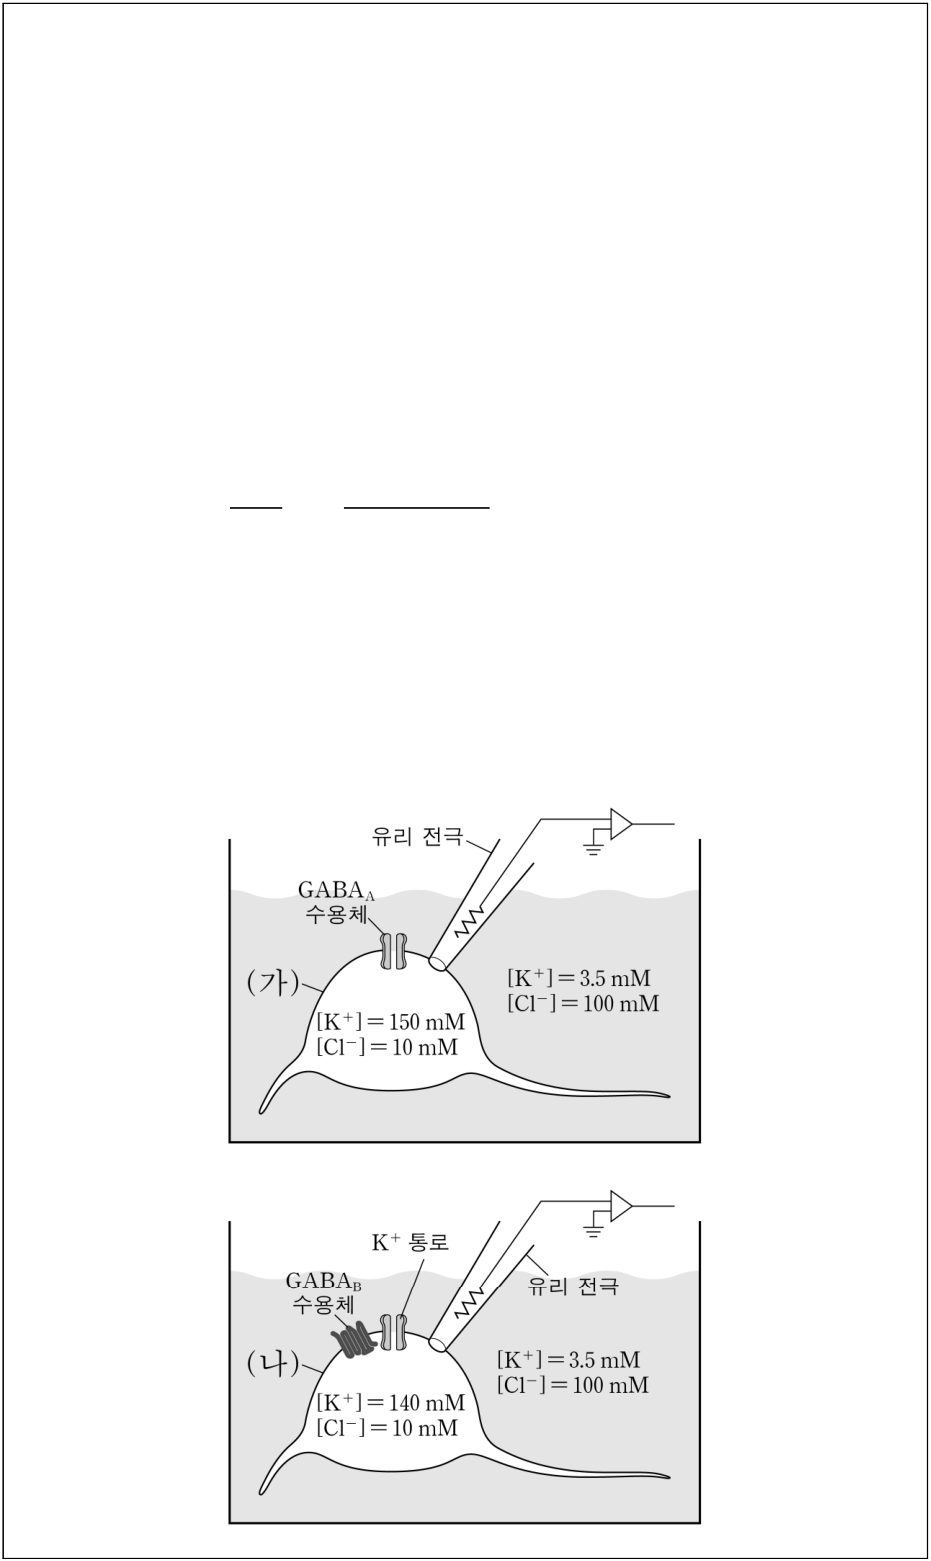 유리 전극
GABA_A
수용체
(가)
[K⁺]=3.5 mM
[Cl⁻]=100 mM
[K⁺]=150 mM
[Cl⁻]=10 mM
K⁺ 통로
GABA_B
수용체
유리 전극
(나)
[K⁺]=3.5 mM
[Cl⁻]=100 mM
[K⁺]=140 mM
[Cl⁻]=10 mM